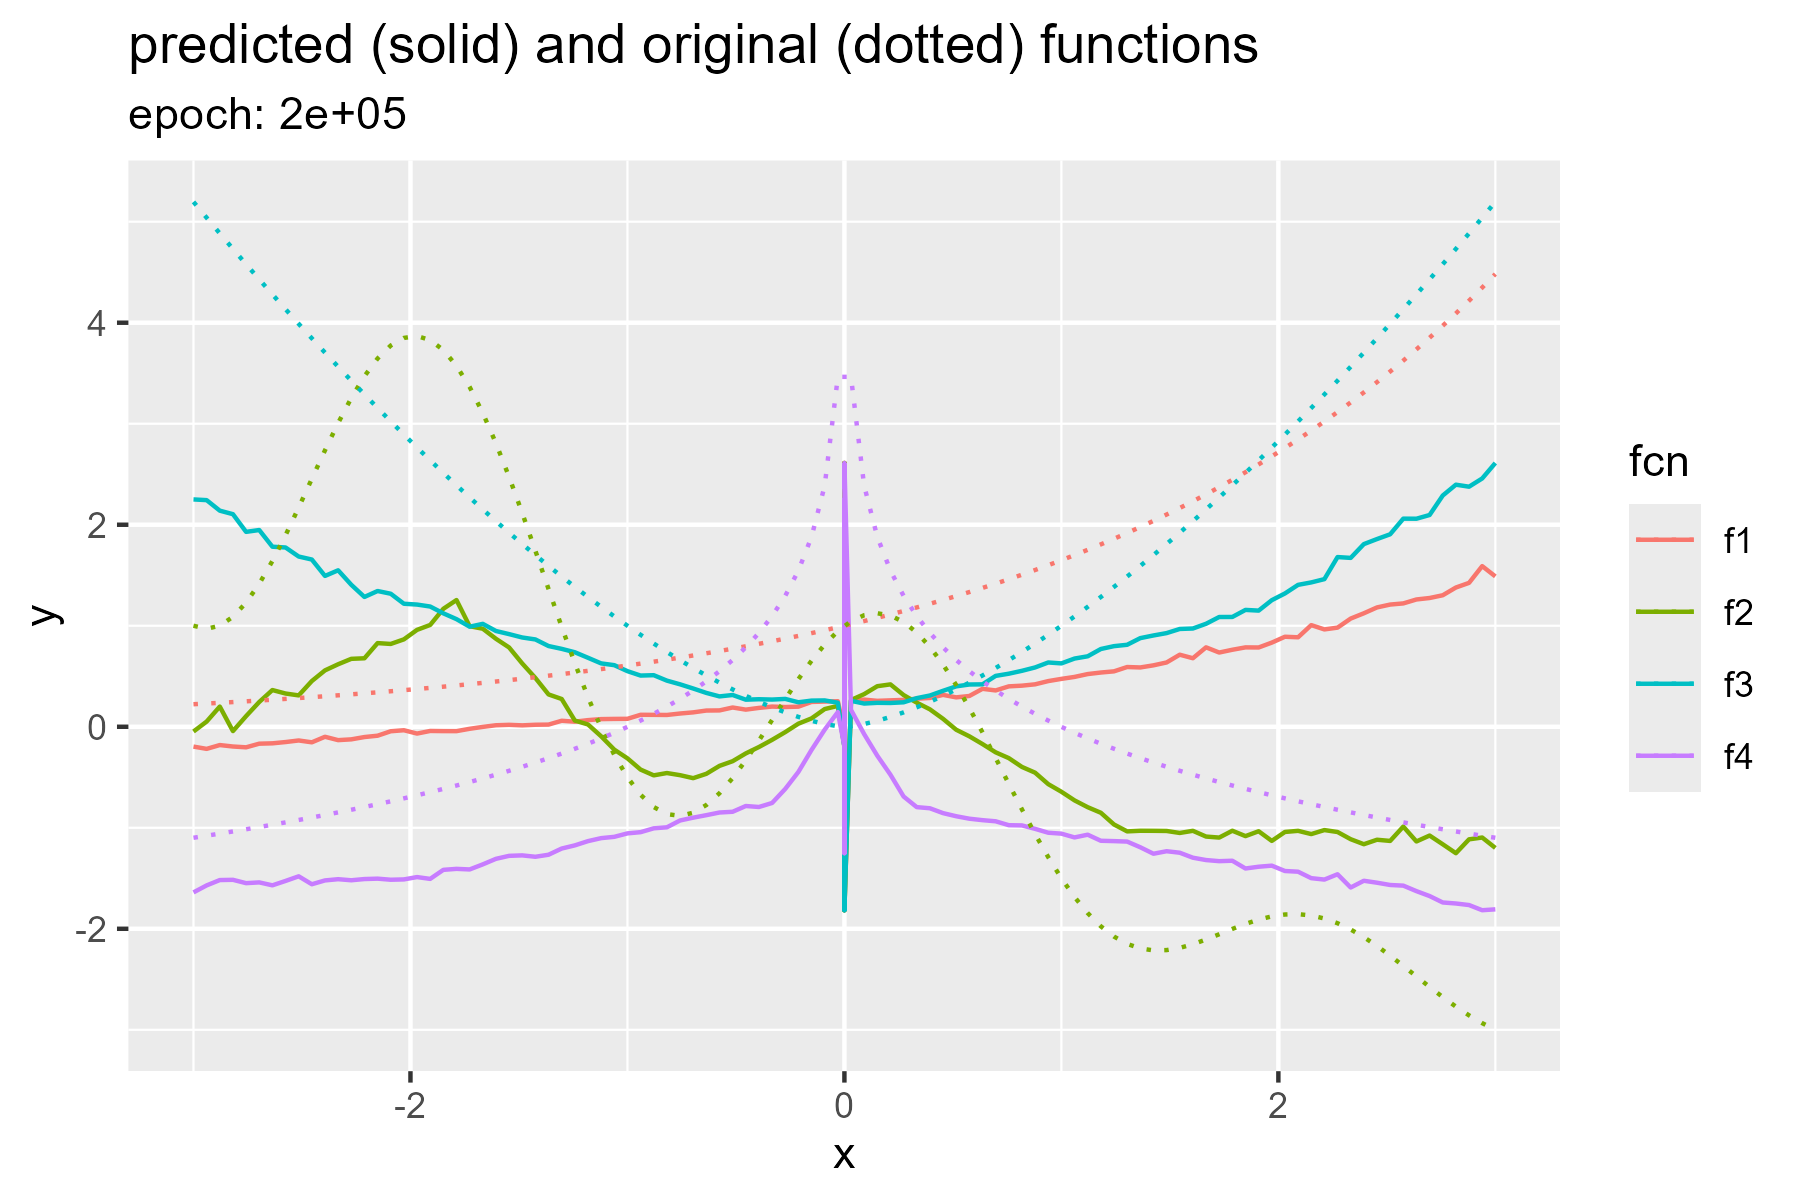 predicted (solid) and original (dotted) functions
epoch: 2e+05
y
4
2
0
-2
-2
0
2
x
fcn
f1
f2
f3
f4